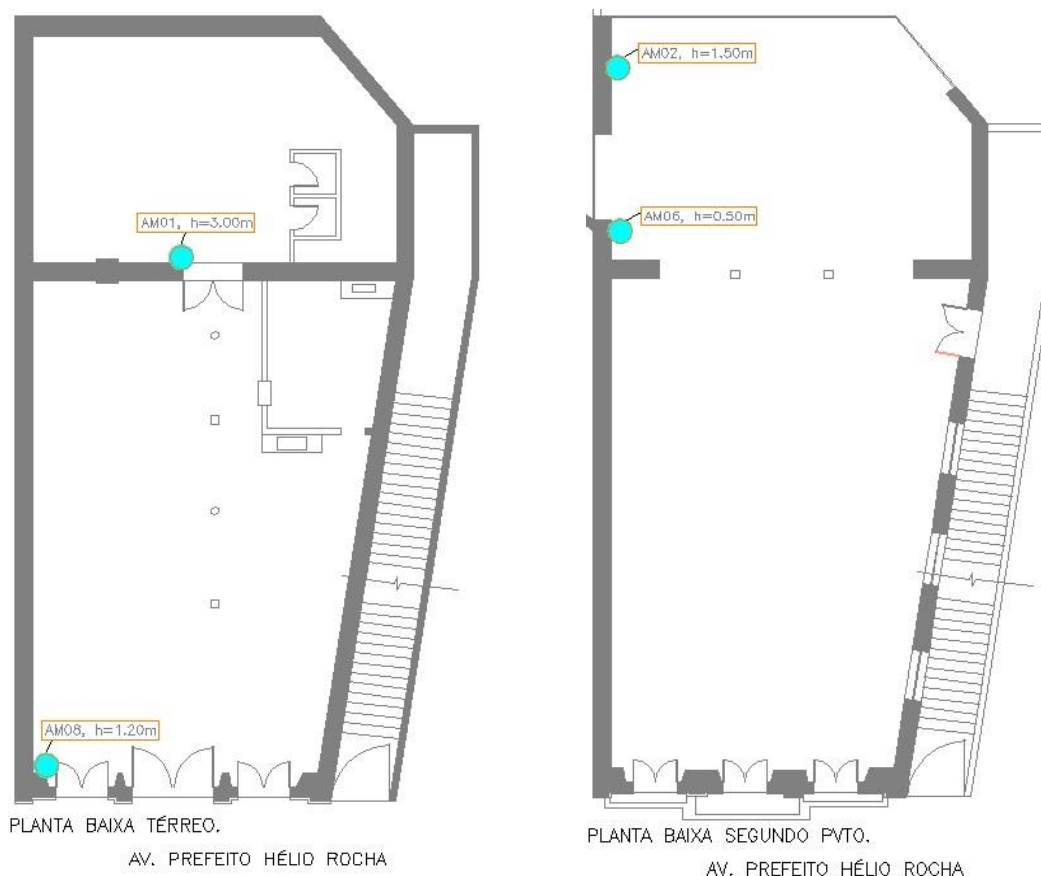 AM01, h=3.00m
AM08, h=1.20m
PLANTA BAIXA TÉRREO.
AV. PREFEITO HÉLIO ROCHA
AM02, h=1.50m
AM06, h=0.50m
PLANTA BAIXA SEGUNDO PVTO.
AV. PREFEITO HÉLIO ROCHA